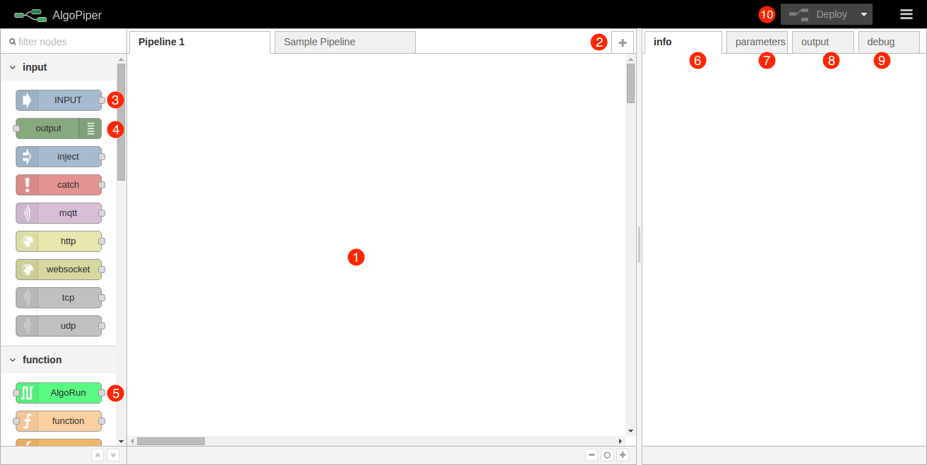 AlgoPiper
10
Deploy
filter nodes
Pipeline 1
Sample Pipeline
2
info
parameters
output
debug
6
7
8
9
input
INPUT
3
output
4
inject
catch
mqtt
http
websocket
tcp
udp
1
function
AlgoRun
5
function